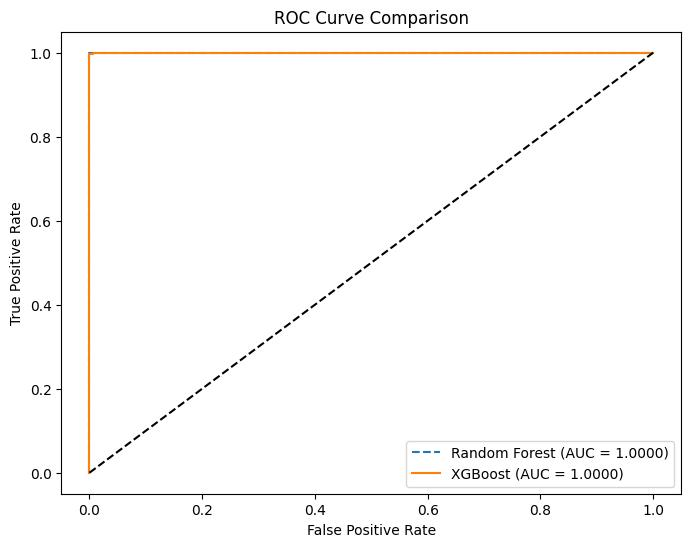 ROC Curve Comparison
True Positive Rate
1.0
0.8
0.6
0.4
0.2
0.0
Random Forest (AUC = 1.0000)
XGBoost (AUC = 1.0000)
0.0 0.2 0.4 0.6 0.8 1.0
False Positive Rate